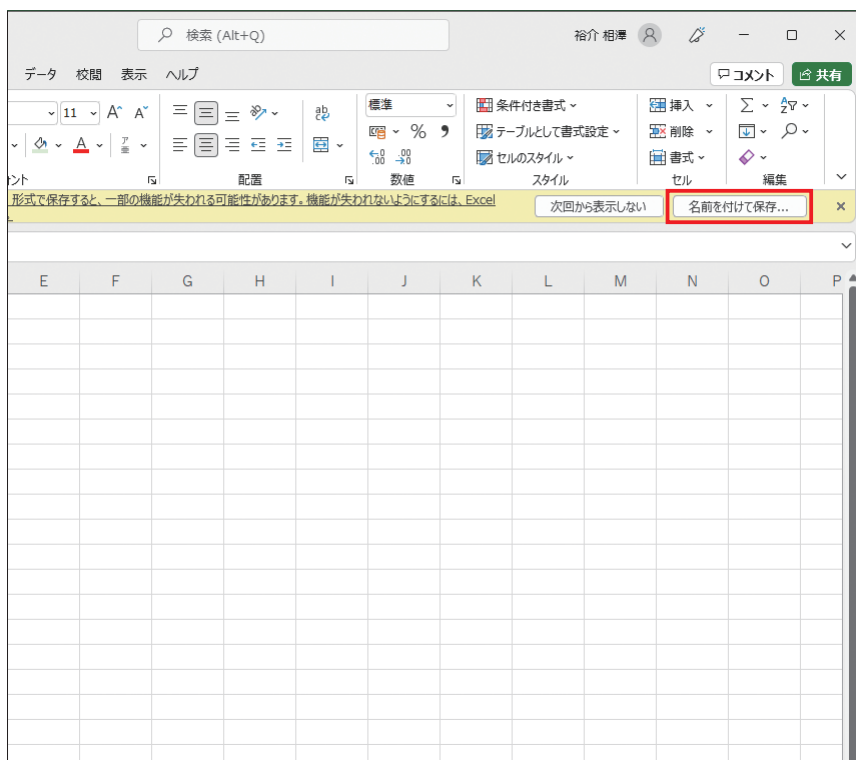 検索 (Alt+Q)
裕介 相澤
データ 校閲 表示 ヘルプ
コメント
共有
11 A A
ab
標準
条件付き書式
挿入
Σ
A
Z
A
ア
亜
%
テーブルとして書式設定
削除
.00
.00
セルのスタイル
書式
ォント
配置
数値
スタイル
セル
編集
形式で保存すると、一部の機能が失われる可能性があります。機能が失われないようにするには、Excel
次回から表示しない
名前を付けて保存...
E F G H I J K L M N O P